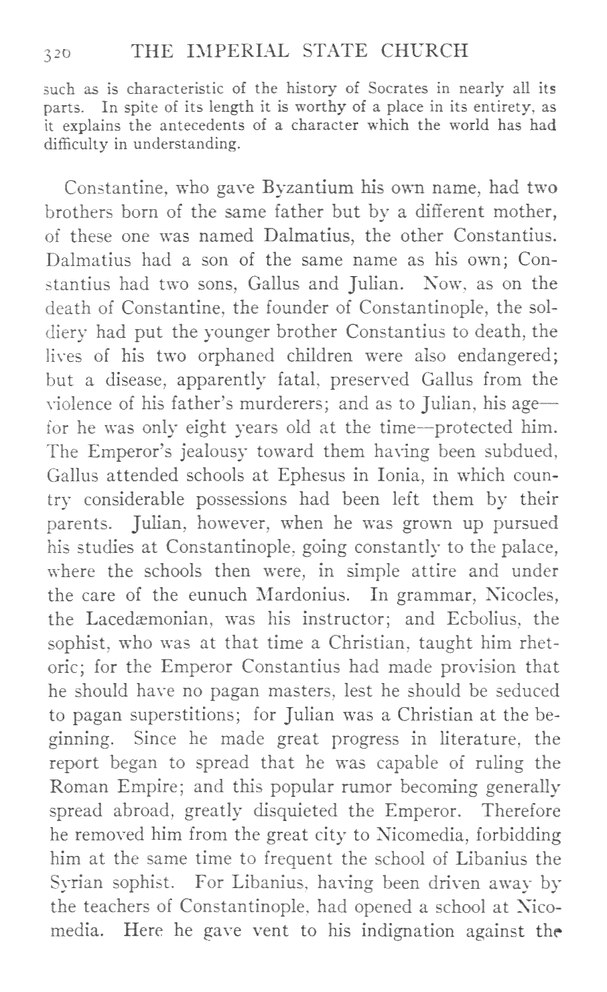 320 THE IMPERIAL STATE CHURCH
such as is characteristic of the history of Socrates in nearly all its
parts. In spite of its length it is worthy of a place in its entirety, as
it explains the antecedents of a character which the world has had
difficulty in understanding.
Constantine, who gave Byzantium his own name, had two
brothers born of the same father but by a different mother,
of these one was named Dalmatius, the other Constantius.
Dalmatius had a son of the same name as his own; Con-
stantius had two sons, Gallus and Julian. Now, as on the
death of Constantine, the founder of Constantinople, the sol-
diery had put the younger brother Constantius to death, the
lives of his two orphaned children were also endangered;
but a disease, apparently fatal, preserved Gallus from the
violence of his father's murderers; and as to Julian, his age—
for he was only eight years old at the time—protected him.
The Emperor's jealousy toward them having been subdued,
Gallus attended schools at Ephesus in Ionia, in which coun-
try considerable possessions had been left them by their
parents. Julian, however, when he was grown up pursued
his studies at Constantinople, going constantly to the palace,
where the schools then were, in simple attire and under
the care of the eunuch Mardonius. In grammar, Nicocles,
the Lacedæmonian, was his instructor; and Ecbolius, the
sophist, who was at that time a Christian, taught him rhet-
oric; for the Emperor Constantius had made provision that
he should have no pagan masters, lest he should be seduced
to pagan superstitions; for Julian was a Christian at the be-
ginning. Since he made great progress in literature, the
report began to spread that he was capable of ruling the
Roman Empire; and this popular rumor becoming generally
spread abroad, greatly disquieted the Emperor. Therefore
he removed him from the great city to Nicomedia, forbidding
him at the same time to frequent the school of Libanius the
Syrian sophist. For Libanius, having been driven away by
the teachers of Constantinople, had opened a school at Nico-
media. Here he gave vent to his indignation against the